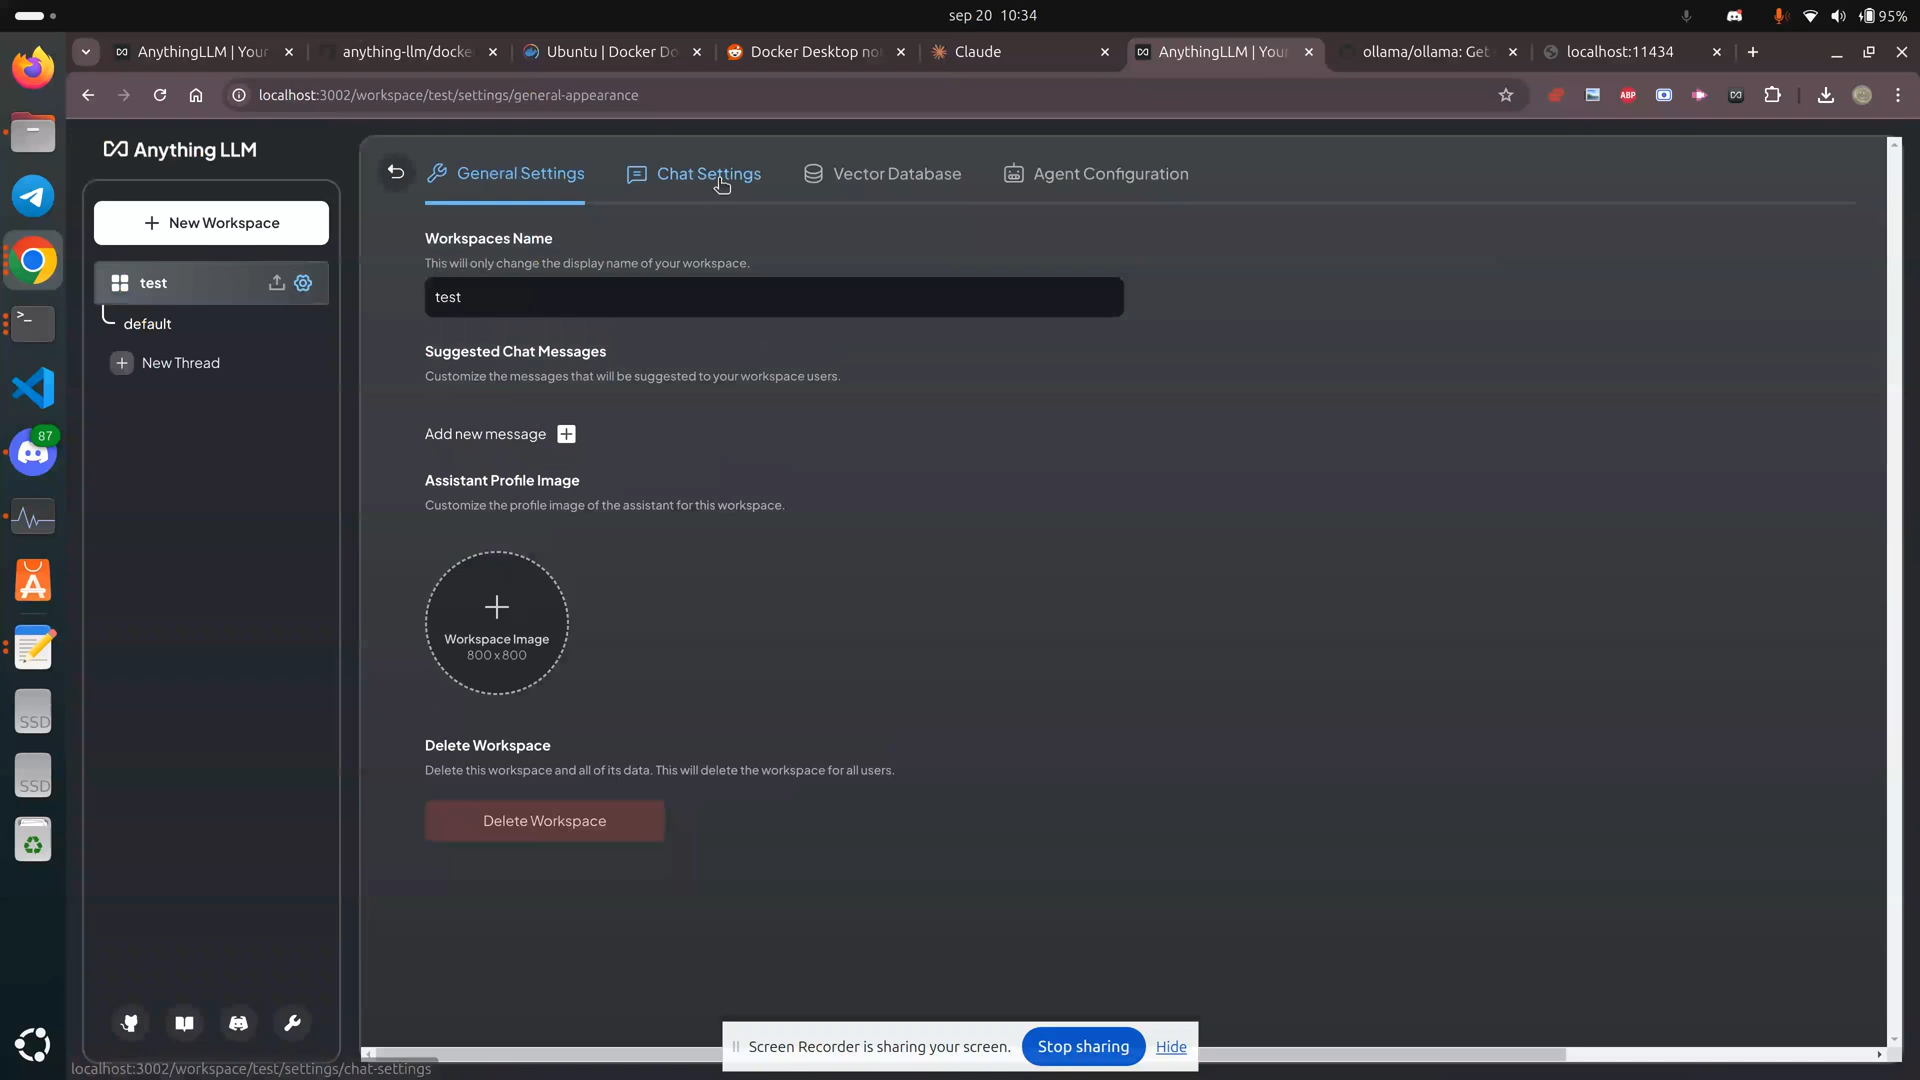 sep 20 10:34
95%
AnythingLLM | Your
anything-llm/docke
Ubuntu | Docker Do
Docker Desktop not
Claude
AnythingLLM | Your
ollama/ollama: Get
localhost:11434
localhost:3002/workspace/test/settings/general-appearance
ABP
Anything LLM
New Workspace
test
default
New Thread
General Settings
Chat Settings
Vector Database
Agent Configuration
Workspaces Name
This will only change the display name of your workspace.
test
Suggested Chat Messages
Customize the messages that will be suggested to your workspace users.
Add new message
Assistant Profile Image
Customize the profile image of the assistant for this workspace.
Workspace Image
800 x 800
Delete Workspace
Delete this workspace and all of its data. This will delete the workspace for all users.
Delete Workspace
87
SSD
SSD
Screen Recorder is sharing your screen.
Stop sharing
Hide
localhost:3002/workspace/test/settings/chat-settings